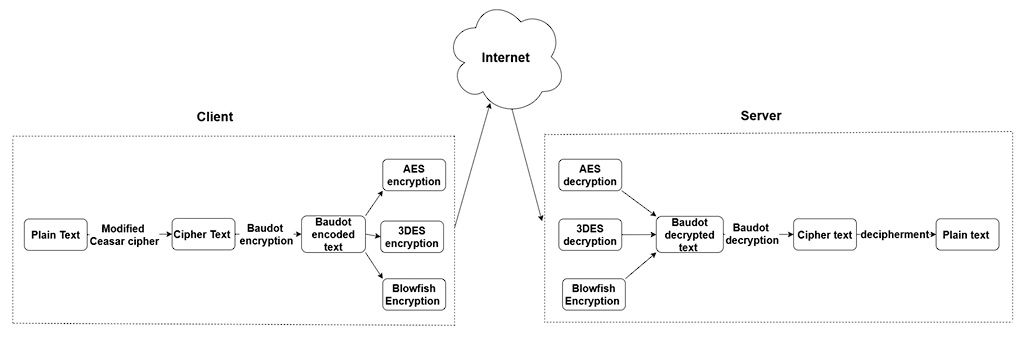 Internet
Client
Server
AES
encryption
Plain Text
Modified
Ceasar cipher
Cipher Text
Baudot
encryption
Baudot
encoded
text
3DES
encryption
Blowfish
Encryption
AES
decryption
3DES
decryption
Blowfish
Encryption
Baudot
decrypted
text
Baudot
decryption
Cipher text
decipherment
Plain text